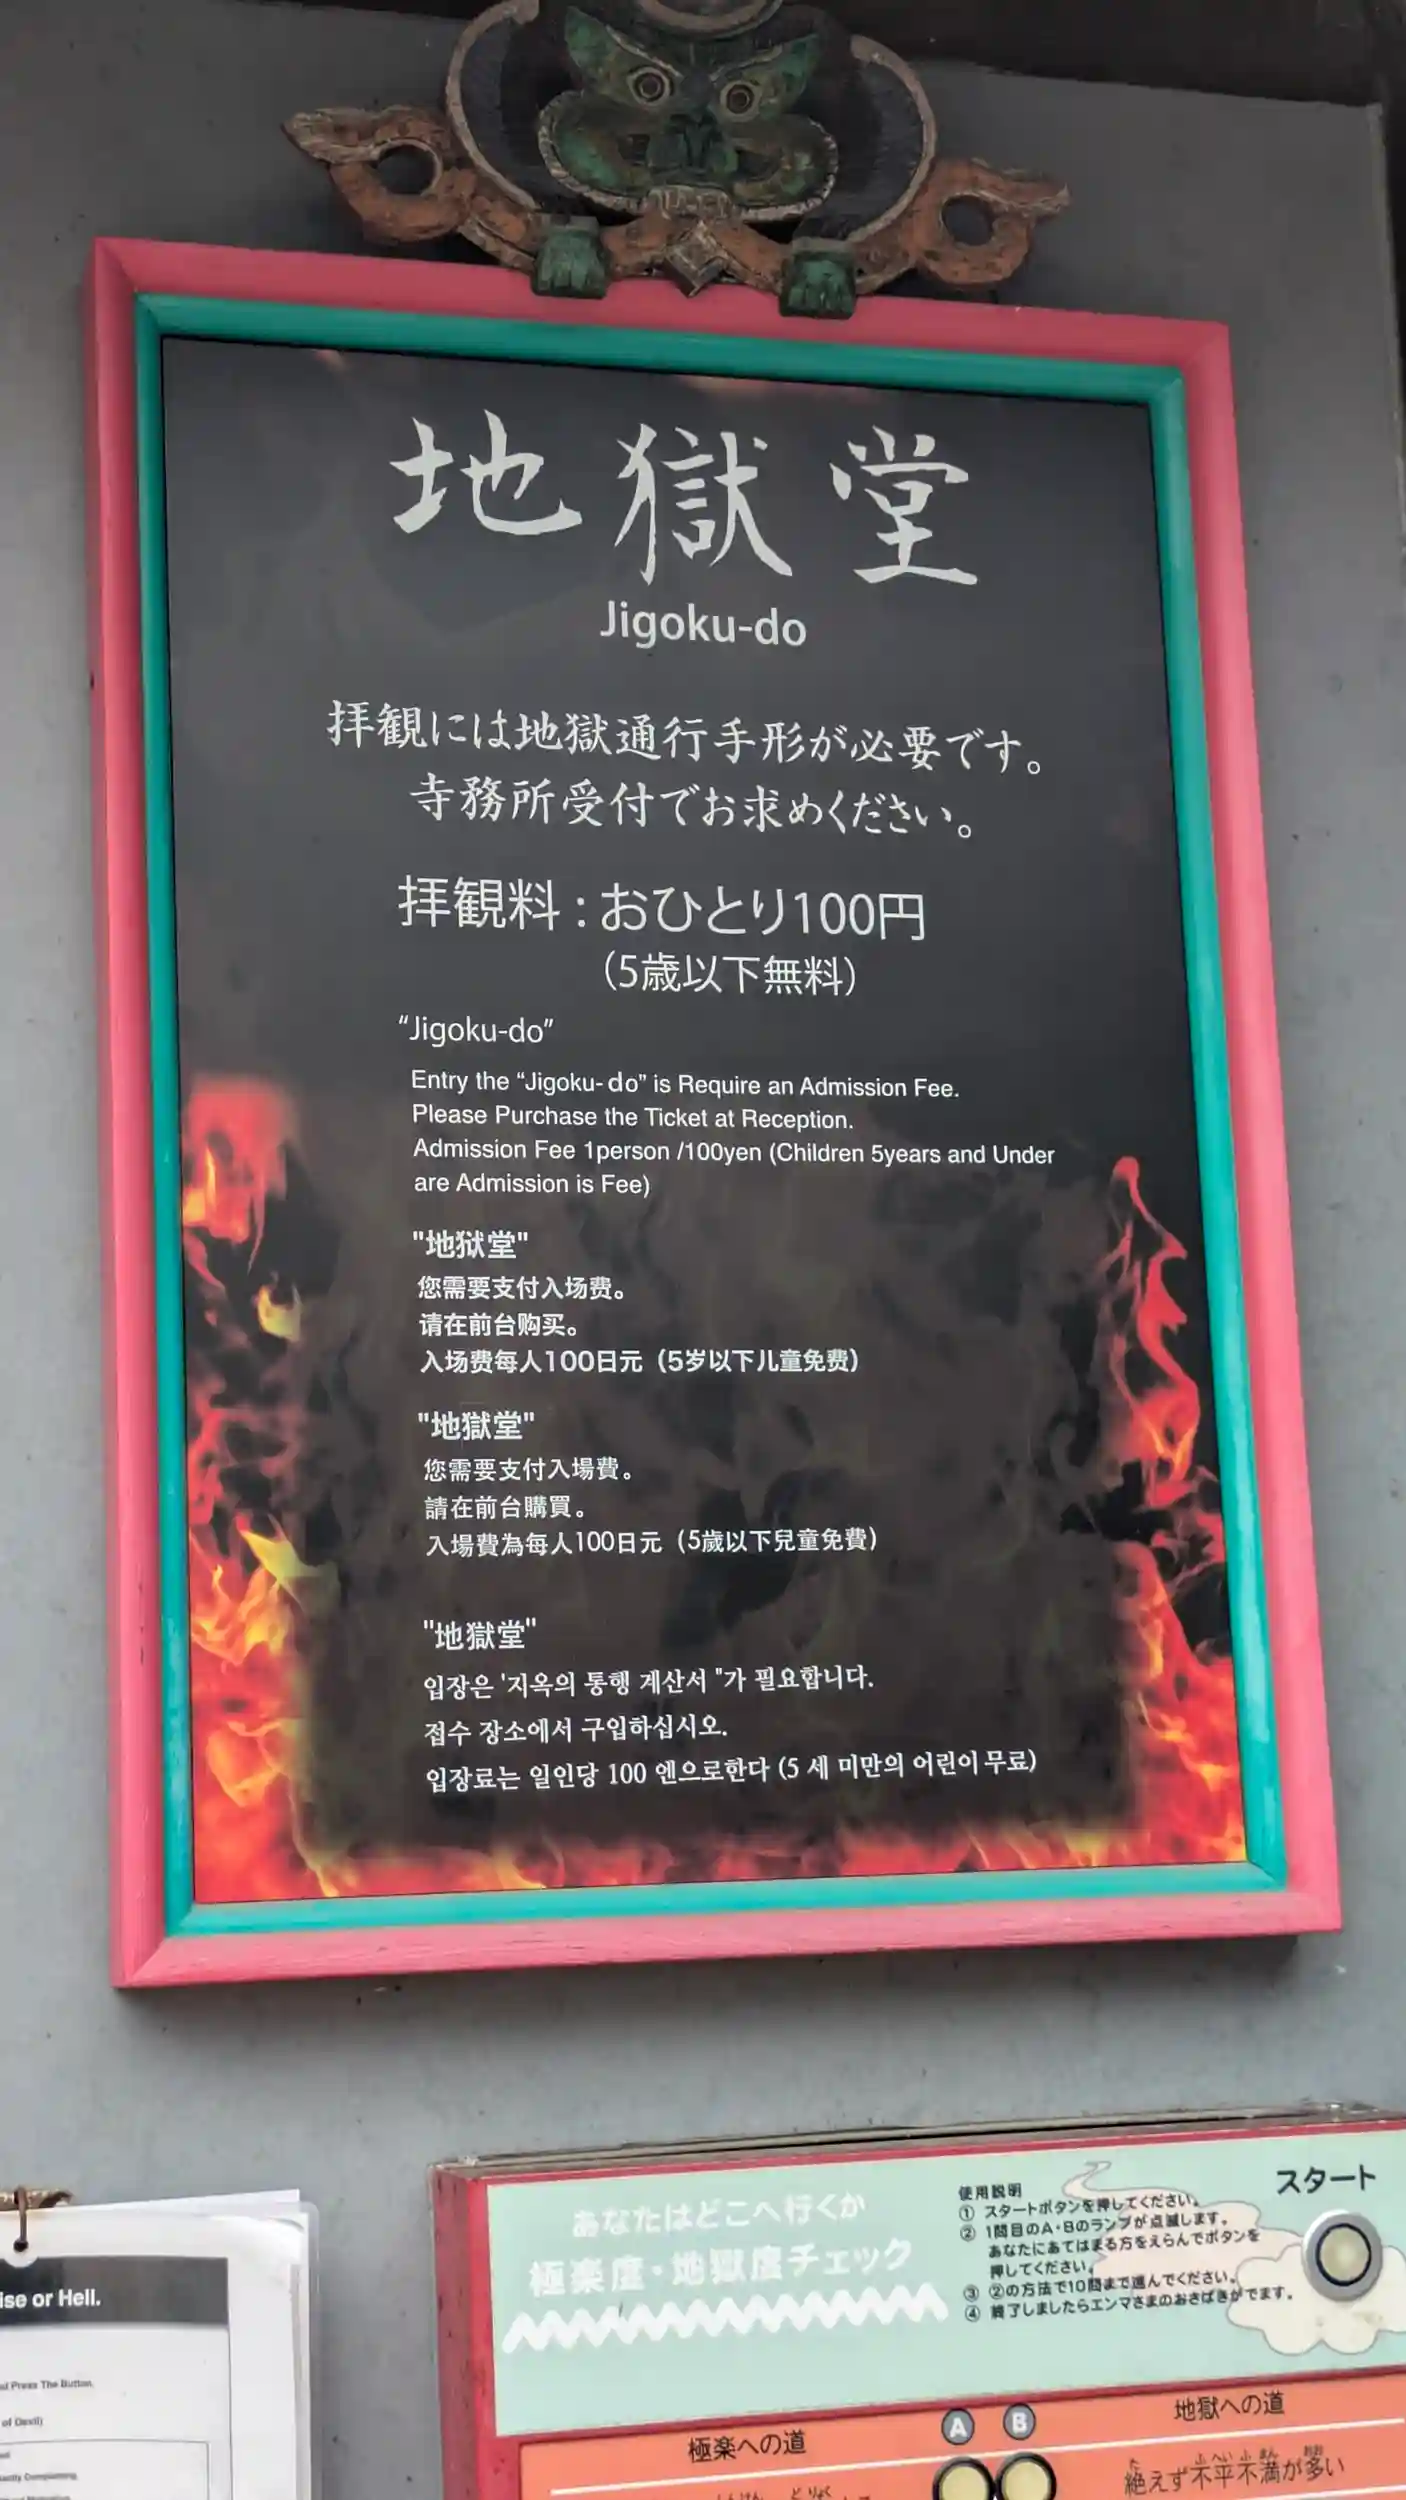 地獄堂
Jigoku-do
拝観には地獄通行手形が必要です。
寺務所受付でお求めください。
拝観料:おひとり100円
(5歳以下無料)
“Jigoku-do”
Entry the “Jigoku-do” is Require an Admission Fee.
Please Purchase the Ticket at Reception.
Admission Fee 1person /100yen (Children 5years and Under
are Admission is Fee)
"地狱堂"
您需要支付入场费。
请在前台购买。
入场费每人100日元（5岁以下儿童免费）
"地獄堂"
您需要支付入場費。
請在前台購買。
入場費為每人100日元（5歲以下兒童免費）
"地獄堂"
입장은 '지옥의 통행 계산서 "가 필요합니다.
접수 장소에서 구입하십시오.
입장료는 일인당 100 엔으로한다 (5 세 미만의 어린이 무료)
ise or Hell.
Press The Button.
of Devil)
あなたはどこへ行くか
極楽度・地獄度チェック
使用説明
① スタートボタンを押してください。
② 1問目のA・Bのランプが点滅します。
あなたにあてはまる方をえらんでボタンを
押してください。
③ ②の方法で10問まで進んでください。
④ 終了しましたらエンマさまのおさばきがでます。
スタート
極楽への道
A B
地獄への道
絶えず不平不満が多い